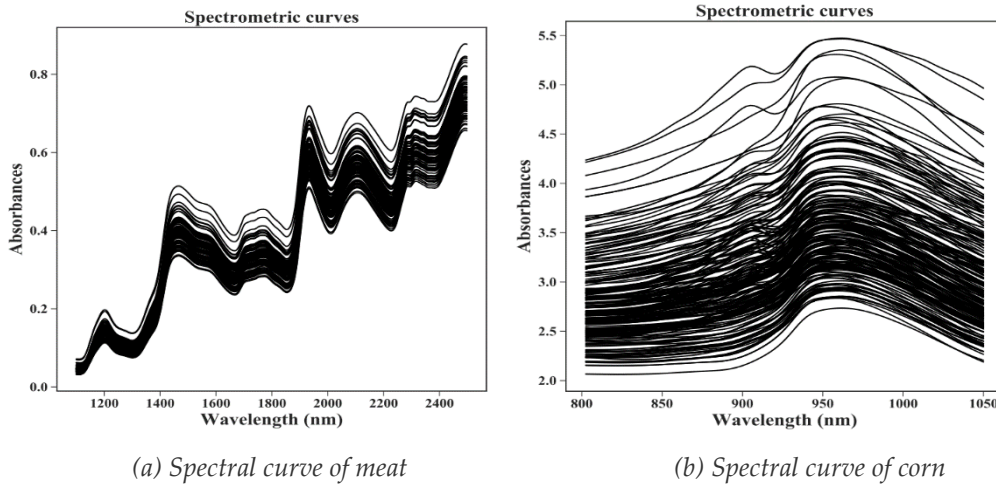 Spectrometric curves
Absorbances
0.8
0.6
0.4
0.2
0.0
1200 1400 1600 1800 2000 2200 2400
Wavelength (nm)
(a) Spectral curve of meat
Spectrometric curves
Absorbances
5.5
5.0
4.5
4.0
3.5
3.0
2.5
2.0
800 850 900 950 1000 1050
Wavelength (nm)
(b) Spectral curve of corn